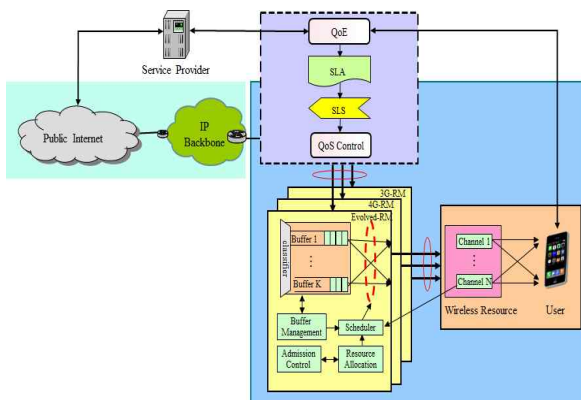 QoE
SLA
SLS
QoS Control
Service Provider
Public Internet
IP
Backbone
3G-RM
4G-RM
Evolved-RM
classifier
Buffer 1
Buffer K
Buffer
Management
Scheduler
Admission
Control
Resource
Allocation
Channel 1
Channel N
Wireless Resource
User